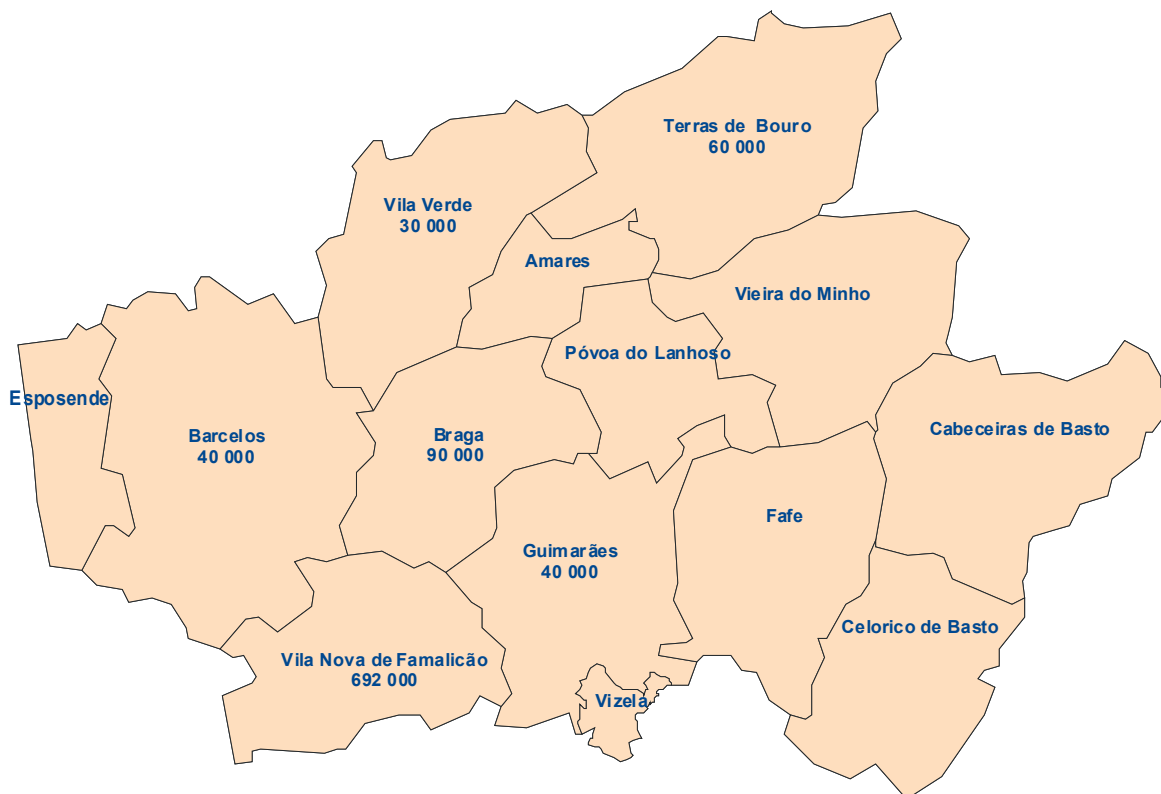 Terras de Bouro
60 000
Vila Verde
30 000
Amares
Vieira do Minho
Póvoa do Lanhoso
Esposende
Barcelos
40 000
Braga
90 000
Cabeceiras de Basto
Fafe
Guimarães
40 000
Celorico de Basto
Vila Nova de Famalicão
692 000
Vizela